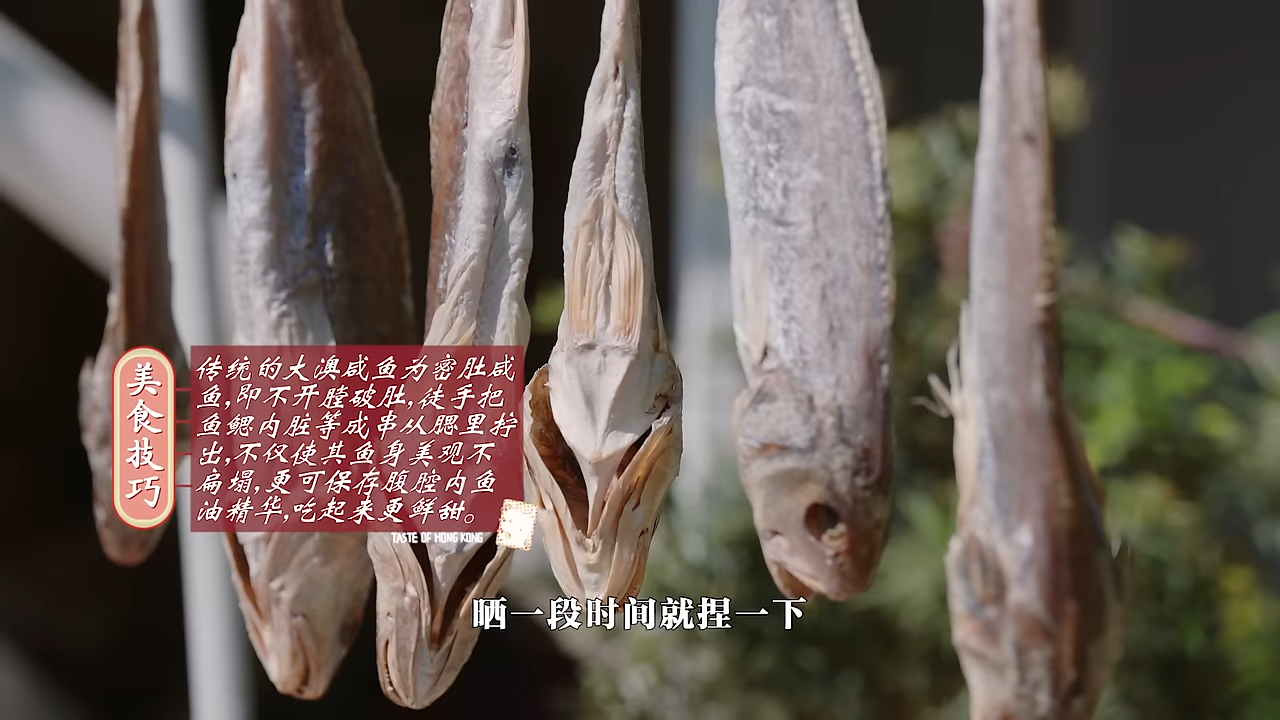 美食技巧
传统的大澳咸鱼为密肚咸
鱼,即不开膛破肚,徒手把
鱼鳃内脏等成串从腮里拧
出,不仅使其鱼身美观不
扁塌,更可保存腹腔内鱼
油精华,吃起来更鲜甜。
TASTE OF HONG KONG
晒一段时间就捏一下